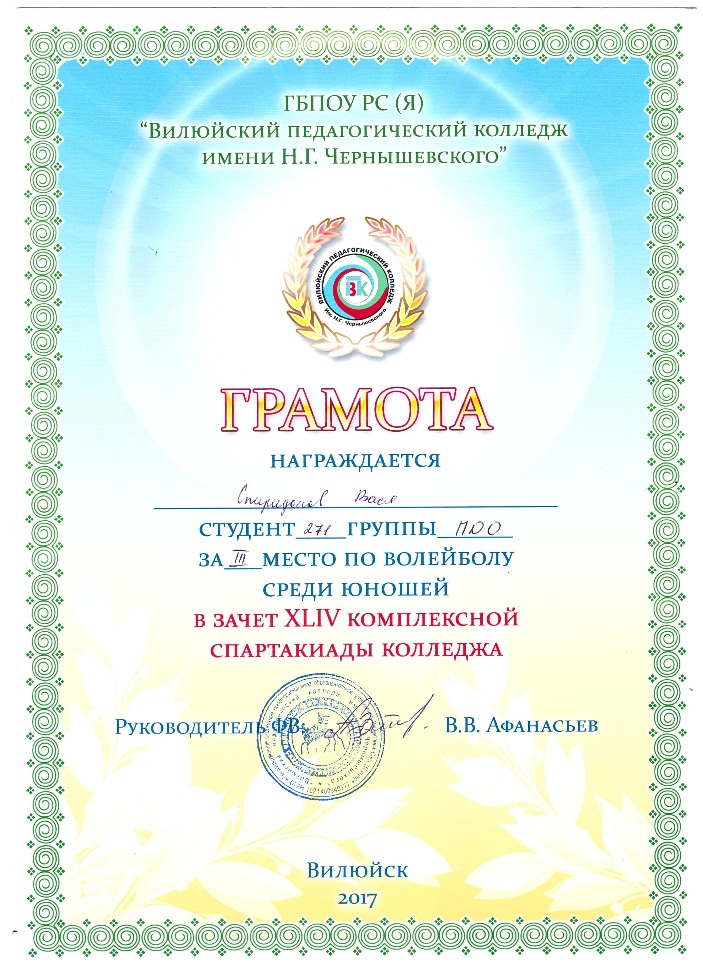 ГБПОУ РС (Я)
“Вилюйский педагогический колледж
имени Н.Г. Чернышевского”
ВИЛЮЙСКИЙ ПЕДАГОГИЧЕСКИЙ КОЛЛЕДЖ
ВПК
Им. Н.Г. Чернышевского
ГРАМОТА
НАГРАЖДАЕТСЯ
Спиридонов Вася
СТУДЕНТ 271 ГРУППЫ ПДО
ЗА III МЕСТО ПО ВОЛЕЙБОЛУ
СРЕДИ ЮНОШЕЙ
В ЗАЧЕТ XLIV КОМПЛЕКСНОЙ
СПАРТАКИАДЫ КОЛЛЕДЖА
Руководитель ФВ: В.В. Афанасьев
Вилюйск
2017